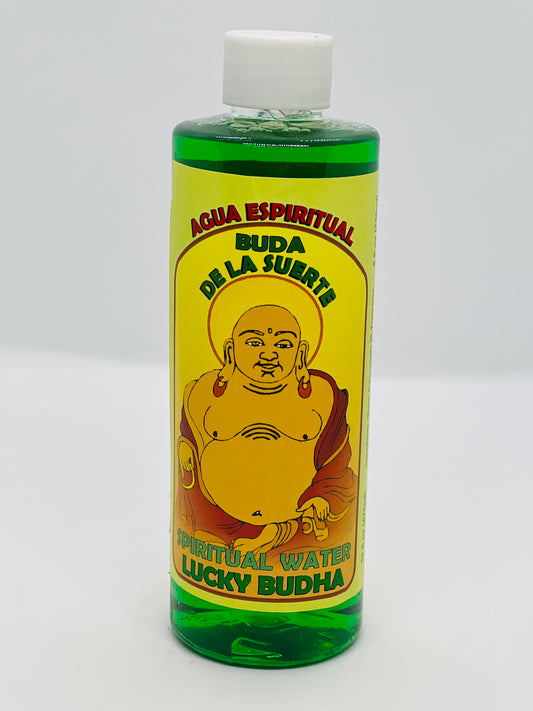 AGUA ESPIRITUAL
BUDA
DE LA SUERTE
SPIRITUAL WATER
LUCKY BUDHA